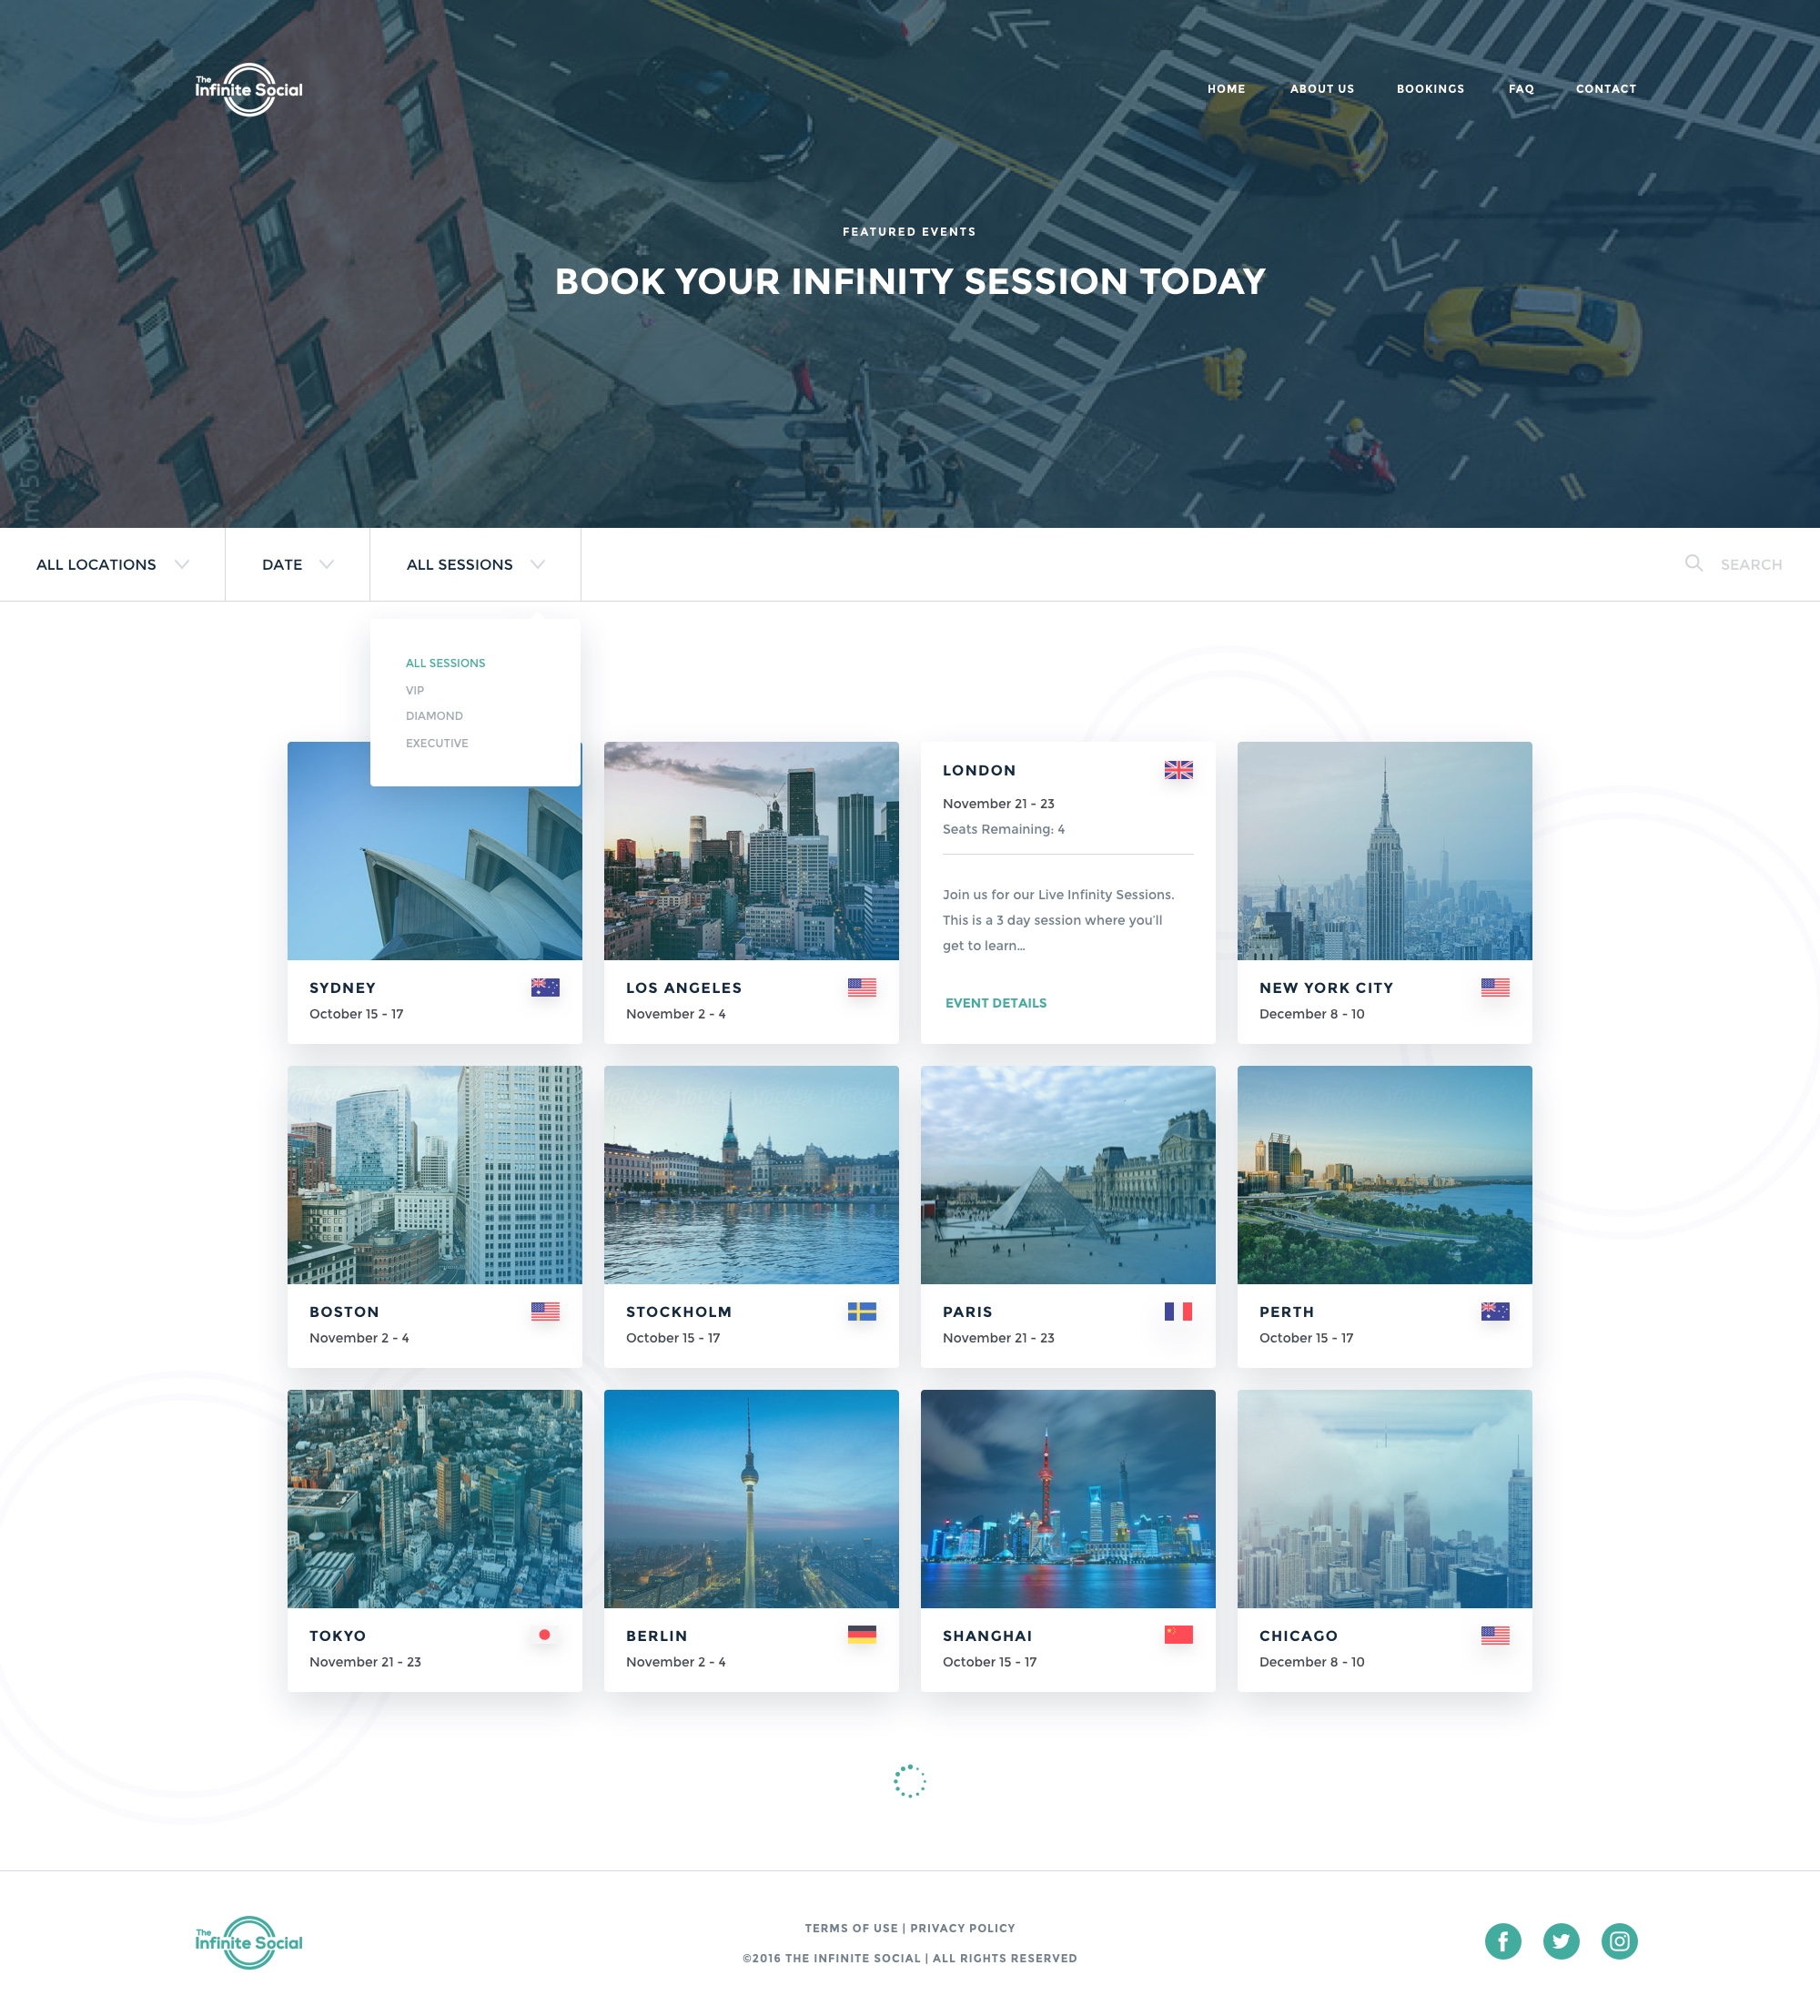 The
Infinite Social
HOME
ABOUT US
BOOKINGS
FAQ
CONTACT
FEATURED EVENTS
BOOK YOUR INFINITY SESSION TODAY
ALL LOCATIONS
DATE
ALL SESSIONS
SEARCH
ALL SESSIONS
VIP
DIAMOND
EXECUTIVE
SYDNEY
October 15 - 17
LOS ANGELES
November 2 - 4
LONDON
November 21 - 23
Seats Remaining: 4
Join us for our Live Infinity Sessions.
This is a 3 day session where you'll
get to learn...
EVENT DETAILS
NEW YORK CITY
December 8 - 10
BOSTON
November 2 - 4
STOCKHOLM
October 15 - 17
PARIS
November 21 - 23
PERTH
October 15 - 17
TOKYO
November 21 - 23
BERLIN
November 2 - 4
SHANGHAI
October 15 - 17
CHICAGO
December 8 - 10
The
Infinite Social
TERMS OF USE | PRIVACY POLICY
©2016 THE INFINITE SOCIAL | ALL RIGHTS RESERVED